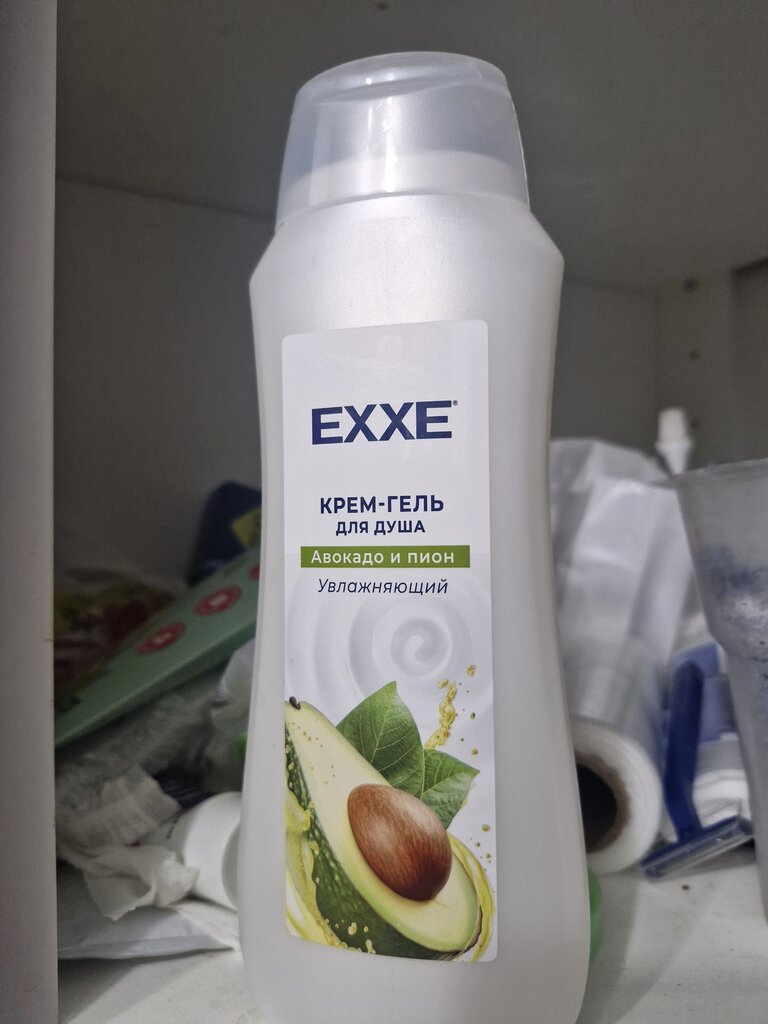 EXXE®
КРЕМ-ГЕЛЬ
ДЛЯ ДУША
Авокадо и пион
Увлажняющий